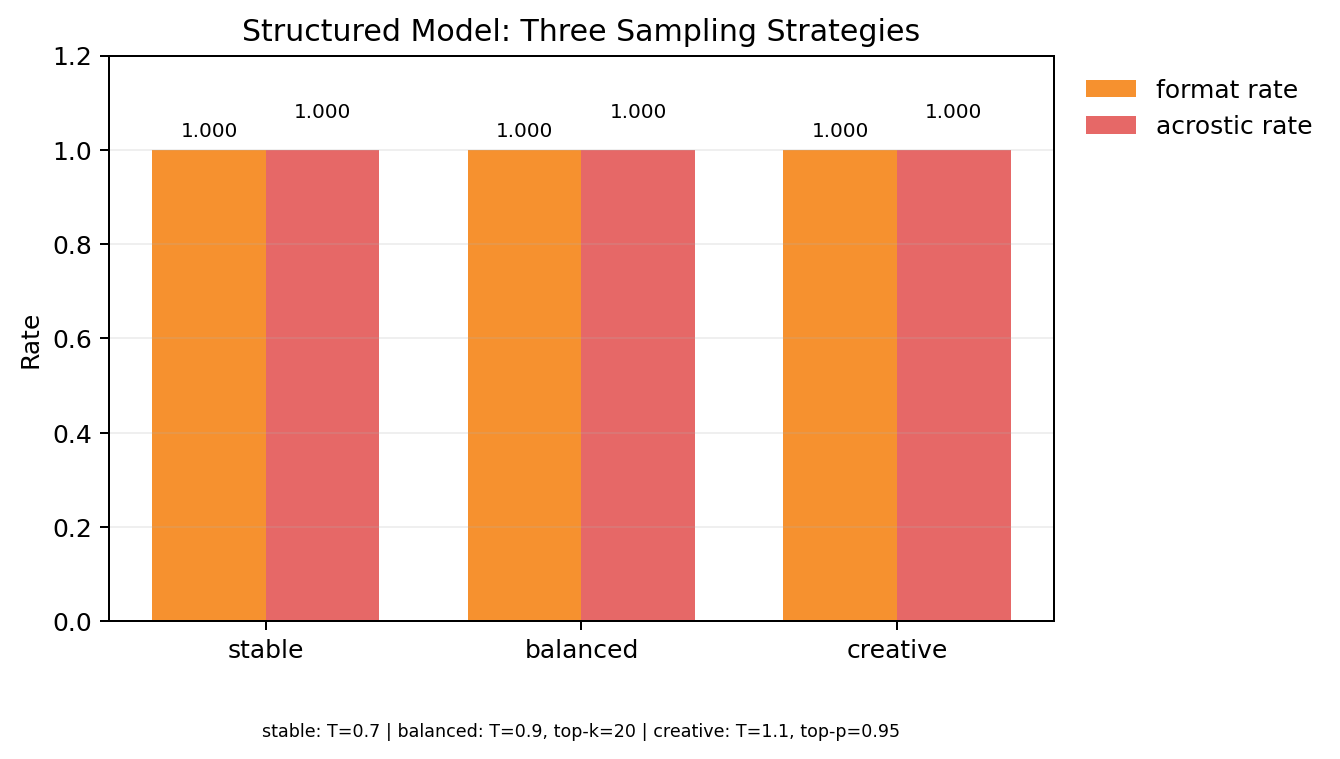 Structured Model: Three Sampling Strategies
1.2
1.0
0.8
0.6
0.4
0.2
0.0
Rate
1.000
1.000
1.000
1.000
1.000
1.000
stable
balanced
creative
format rate
acrostic rate
stable: T=0.7 | balanced: T=0.9, top-k=20 | creative: T=1.1, top-p=0.95